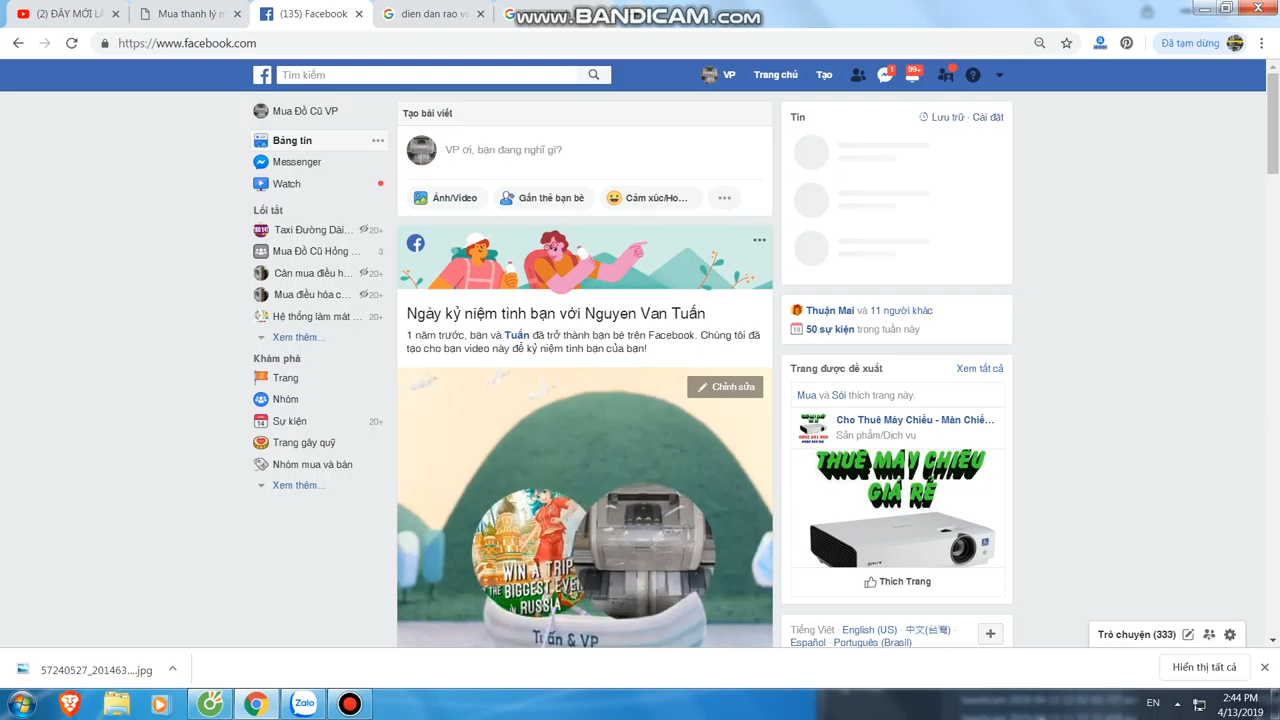 (2) ĐÂY MỚI LÀ
Mua thanh lý m
(135) Facebook
dien dan rao va
www.BANDICAM.com
https://www.facebook.com
Đã tạm dừng
Tìm kiếm
VP
Trang chủ
Tạo
1
99+
Mua Đồ Cũ VP
Bảng tin
Messenger
Watch
Lối tắt
Taxi Đường Dài... 20+
Mua Đồ Cũ Hồng ... 3
Cần mua điều h... 20+
Mua điều hòa c... 20+
Hệ thống làm mát ... 20+
Xem thêm...
Khám phá
Trang
Nhóm
Sự kiện 20+
Trang gây quỹ
Nhóm mua và bán
Xem thêm...
Tạo bài viết
VP ơi, bạn đang nghĩ gì?
Ảnh/Video
Gắn thẻ bạn bè
Cảm xúc/Ho...
Ngày kỷ niệm tình bạn với Nguyen Van Tuấn
1 năm trước, bạn và Tuấn đã trở thành bạn bè trên Facebook. Chúng tôi đã
tạo cho bạn video này để kỷ niệm tình bạn của bạn!
Chỉnh sửa
WIN A TRIP
THE BIGGEST EVE
RUSSIA
Tuấn & VP
Tin
Lưu trữ · Cài đặt
Thuận Mai và 11 người khác
50 sự kiện trong tuần này
Trang được đề xuất
Xem tất cả
Mua và Sói thích trang này.
Cho Thuê Máy Chiếu - Màn Chiế...
Sản phẩm/Dịch vụ
THUÊ MÁY CHIẾU
GIÁ RẺ
Thích Trang
Tiếng Việt · English (US) · 中文(台灣) ·
Español · Português (Brasil)
Trò chuyện (333)
57240527_201463....jpg
Hiển thị tất cả
Zalo
EN
2:44 PM
4/13/2019